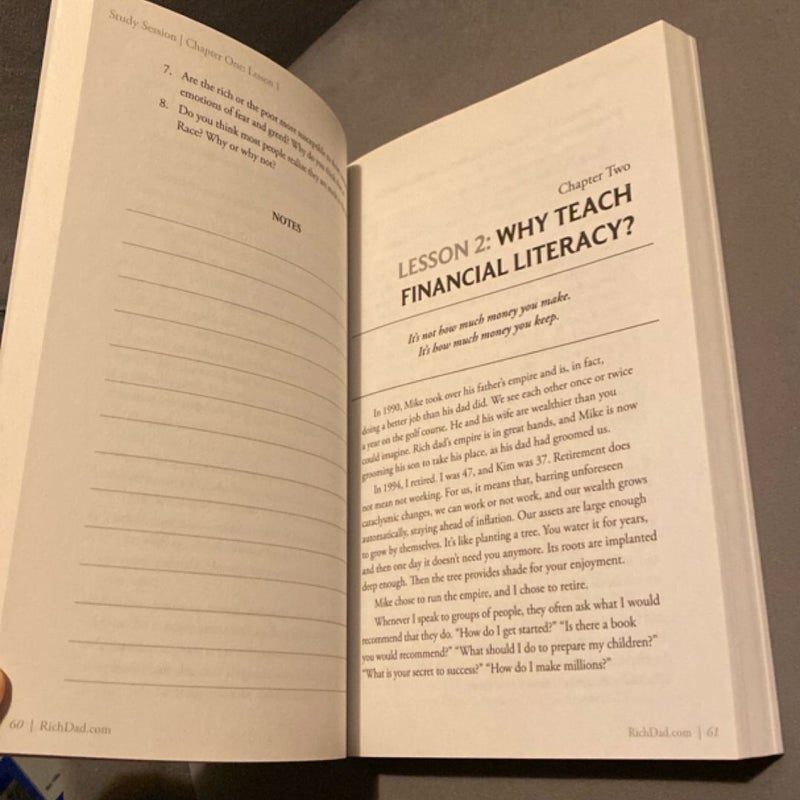 Study Session | Chapter One: Lesson 1
7. Are the rich or the poor more susceptible to
emotions of fear and greed? Why do you think
8. Do you think most people realize they are
Race? Why or why not?
NOTES
60 | RichDad.com
Chapter Two
LESSON 2: WHY TEACH
FINANCIAL LITERACY?
It's not how much money you make.
It's how much money you keep.
In 1990, Mike took over his father's empire and is, in fact,
doing a better job than his dad did. We see each other once or twice
a year on the golf course. He and his wife are wealthier than you
could imagine. Rich dad's empire is in great hands, and Mike is now
grooming his son to take his place, as his dad had groomed us.
In 1994, I retired. I was 47, and Kim was 37. Retirement does
not mean not working. For us, it means that, barring unforeseen
cataclysmic changes, we can work or not work, and our wealth grows
automatically, staying ahead of inflation. Our assets are large enough
to grow by themselves. It's like planting a tree. You water it for years,
and then one day it doesn't need you anymore. Its roots are implanted
deep enough. Then the tree provides shade for your enjoyment.
Mike chose to run the empire, and I chose to retire.
Whenever I speak to groups of people, they often ask what I would
recommend that they do. "How do I get started?" "Is there a book
you would recommend?" "What should I do to prepare my children?"
"What is your secret to success?" "How do I make millions?"
RichDad.com | 61